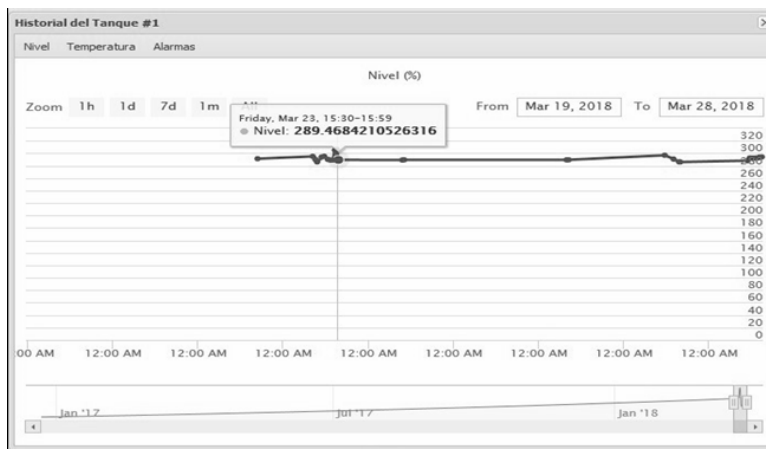 Historial del Tanque #1
Nivel Temperatura Alarmas
Nivel (%)
Zoom 1h 1d 7d 1m All From Mar 19, 2018 To Mar 28, 2018
Friday, Mar 23, 15:30-15:59
Nivel: 289.4684210526316
320
300
280
260
240
220
200
180
160
140
120
100
80
60
40
20
0
:00 AM 12:00 AM 12:00 AM 12:00 AM 12:00 AM 12:00 AM 12:00 AM 12:00 AM 12:00 AM
Jan '17 Jul '17 Jan '18